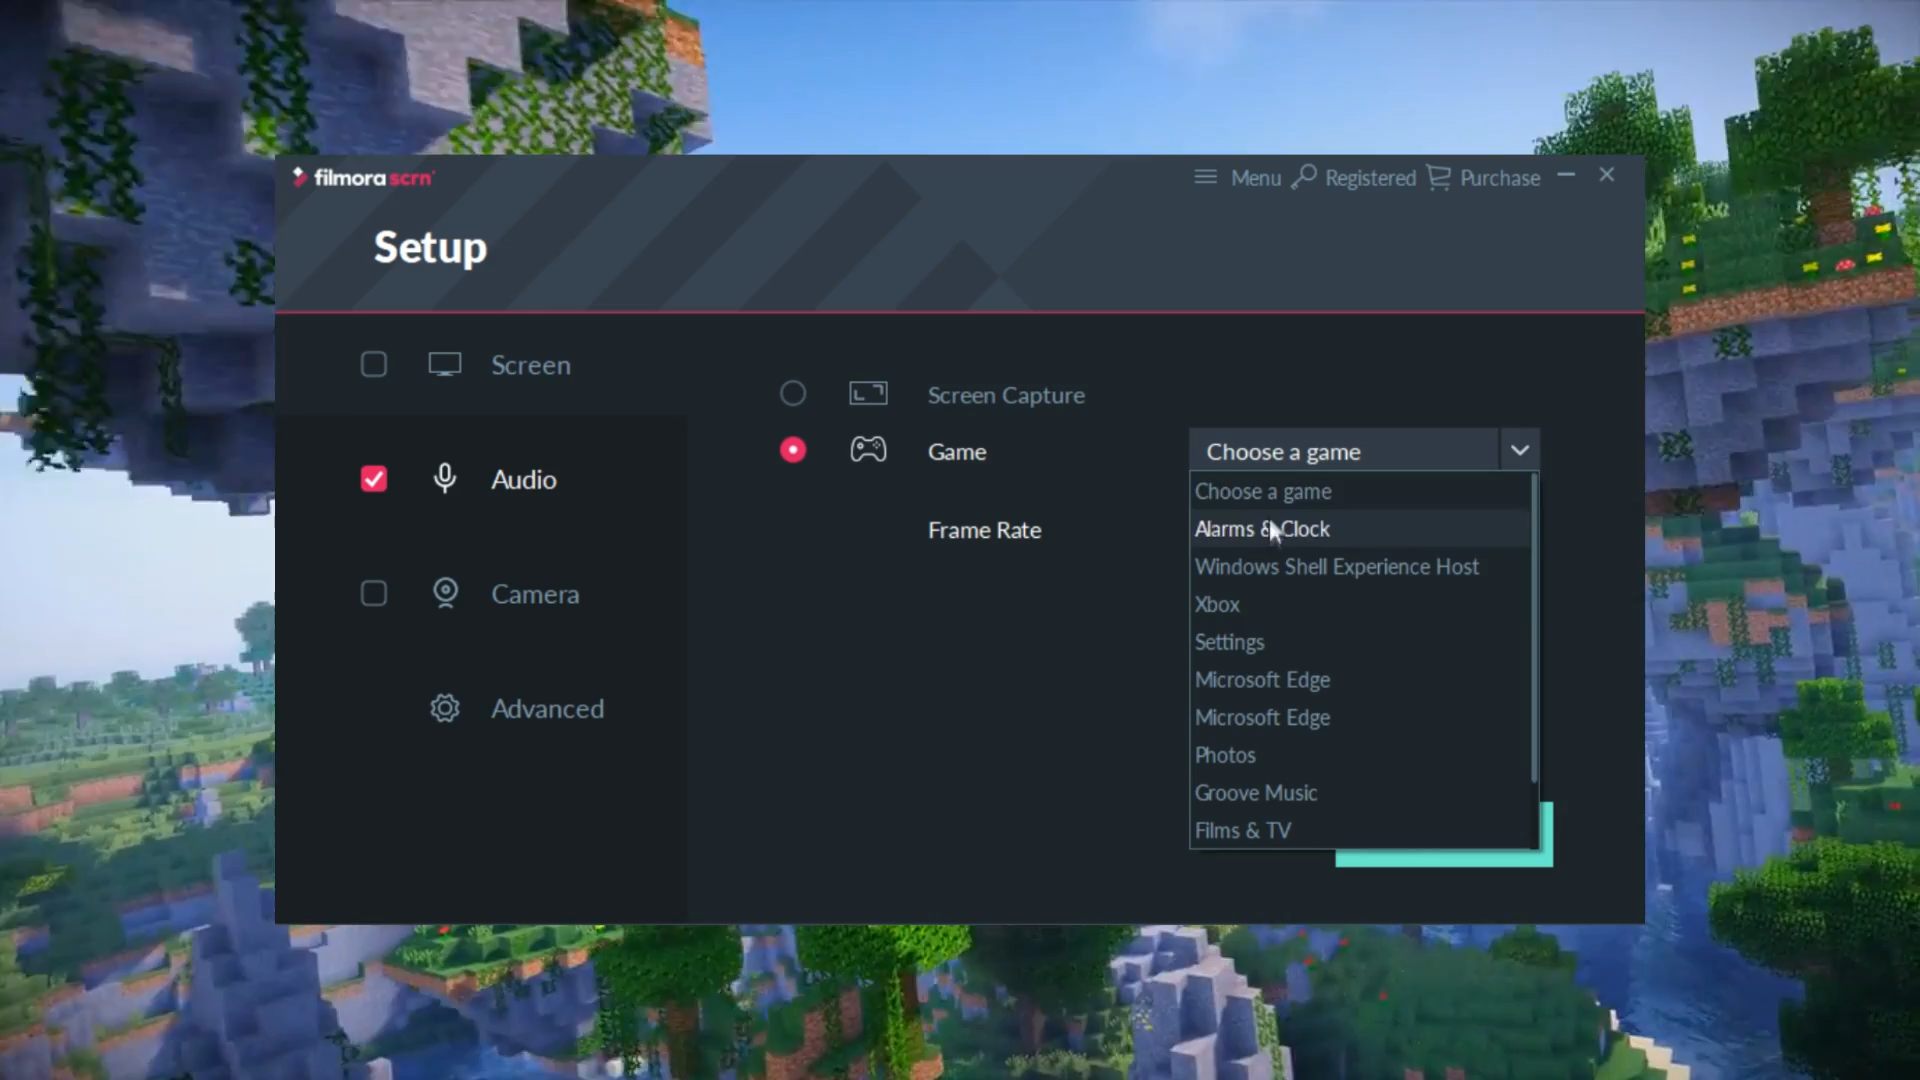 filmora scrn
Menu Registered Purchase
Setup
Screen
Audio
Camera
Advanced
Screen Capture
Game
Choose a game
Frame Rate
Choose a game
Alarms & Clock
Windows Shell Experience Host
Xbox
Settings
Microsoft Edge
Microsoft Edge
Photos
Groove Music
Films & TV